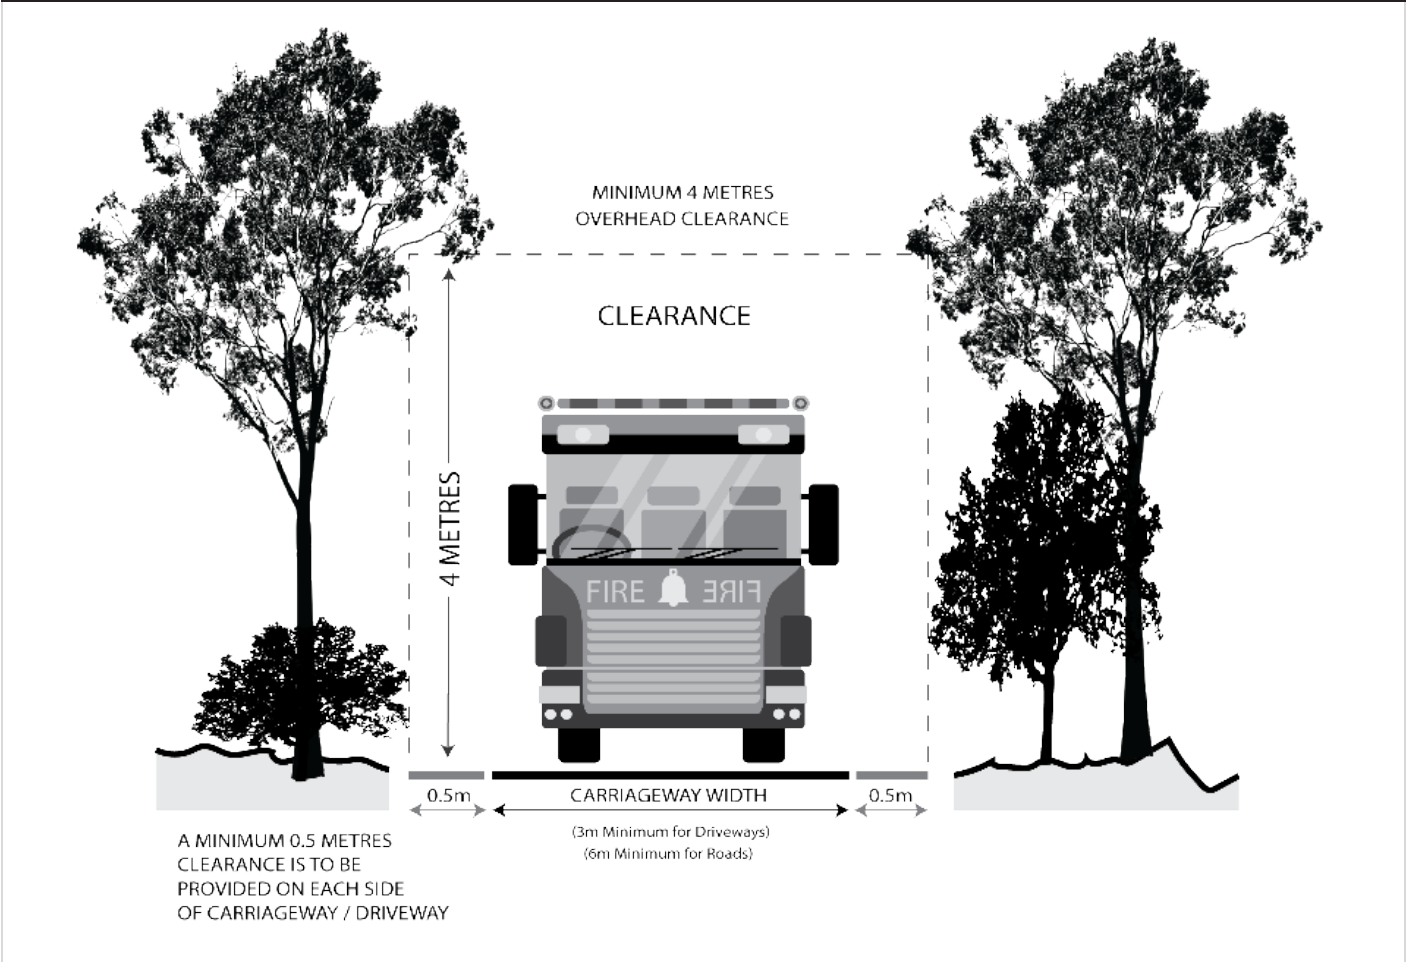 MINIMUM 4 METRES
OVERHEAD CLEARANCE
CLEARANCE
4 METRES
FIRE FIRE
0.5m
CARRIAGEWAY WIDTH
0.5m
(3m Minimum for Driveways)
(6m Minimum for Roads)
A MINIMUM 0.5 METRES
CLEARANCE IS TO BE
PROVIDED ON EACH SIDE
OF CARRIAGEWAY / DRIVEWAY